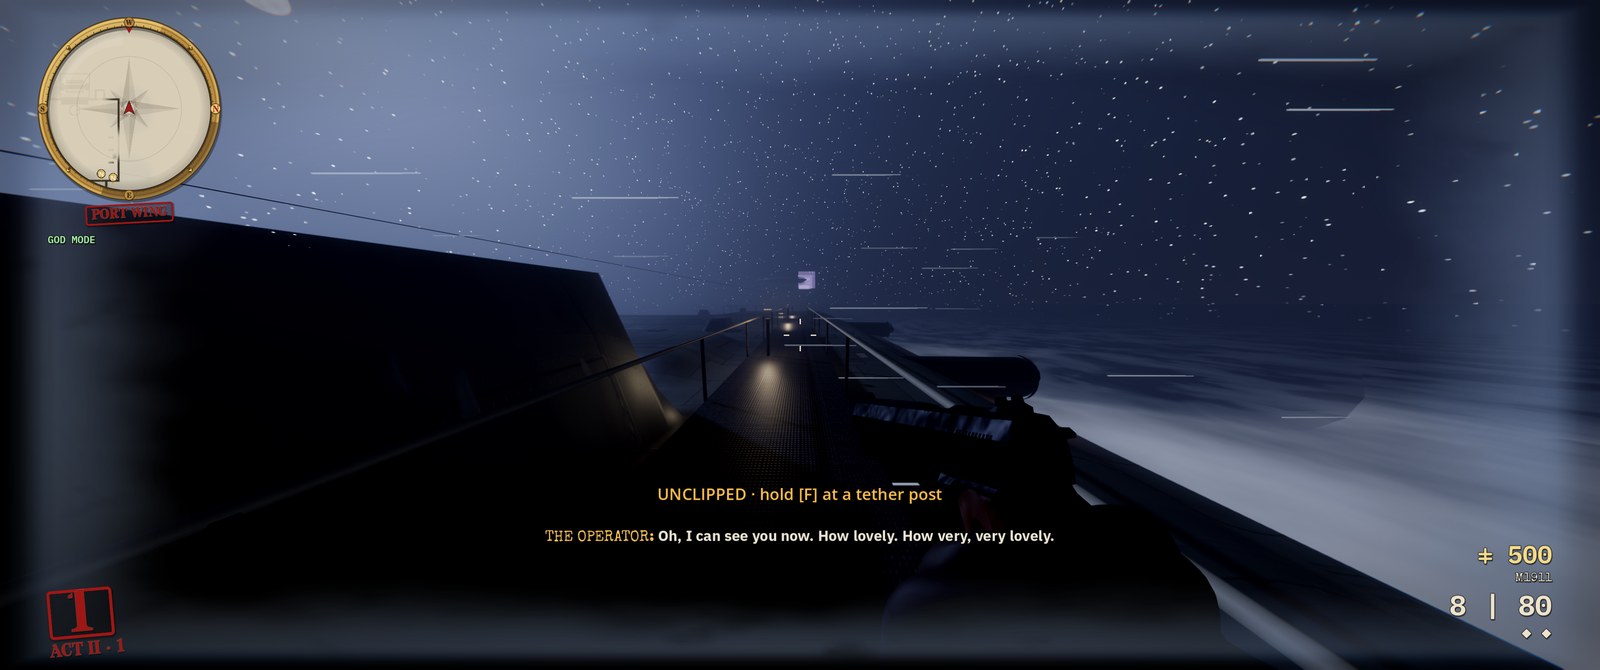 W
N
E
PORT WING
GOD MODE
UNCLIPPED · hold [F] at a tether post
THE OPERATOR: Oh, I can see you now. How lovely. How very, very lovely.
1
ACT II - 1
ǂ 500
M1911
8 | 80